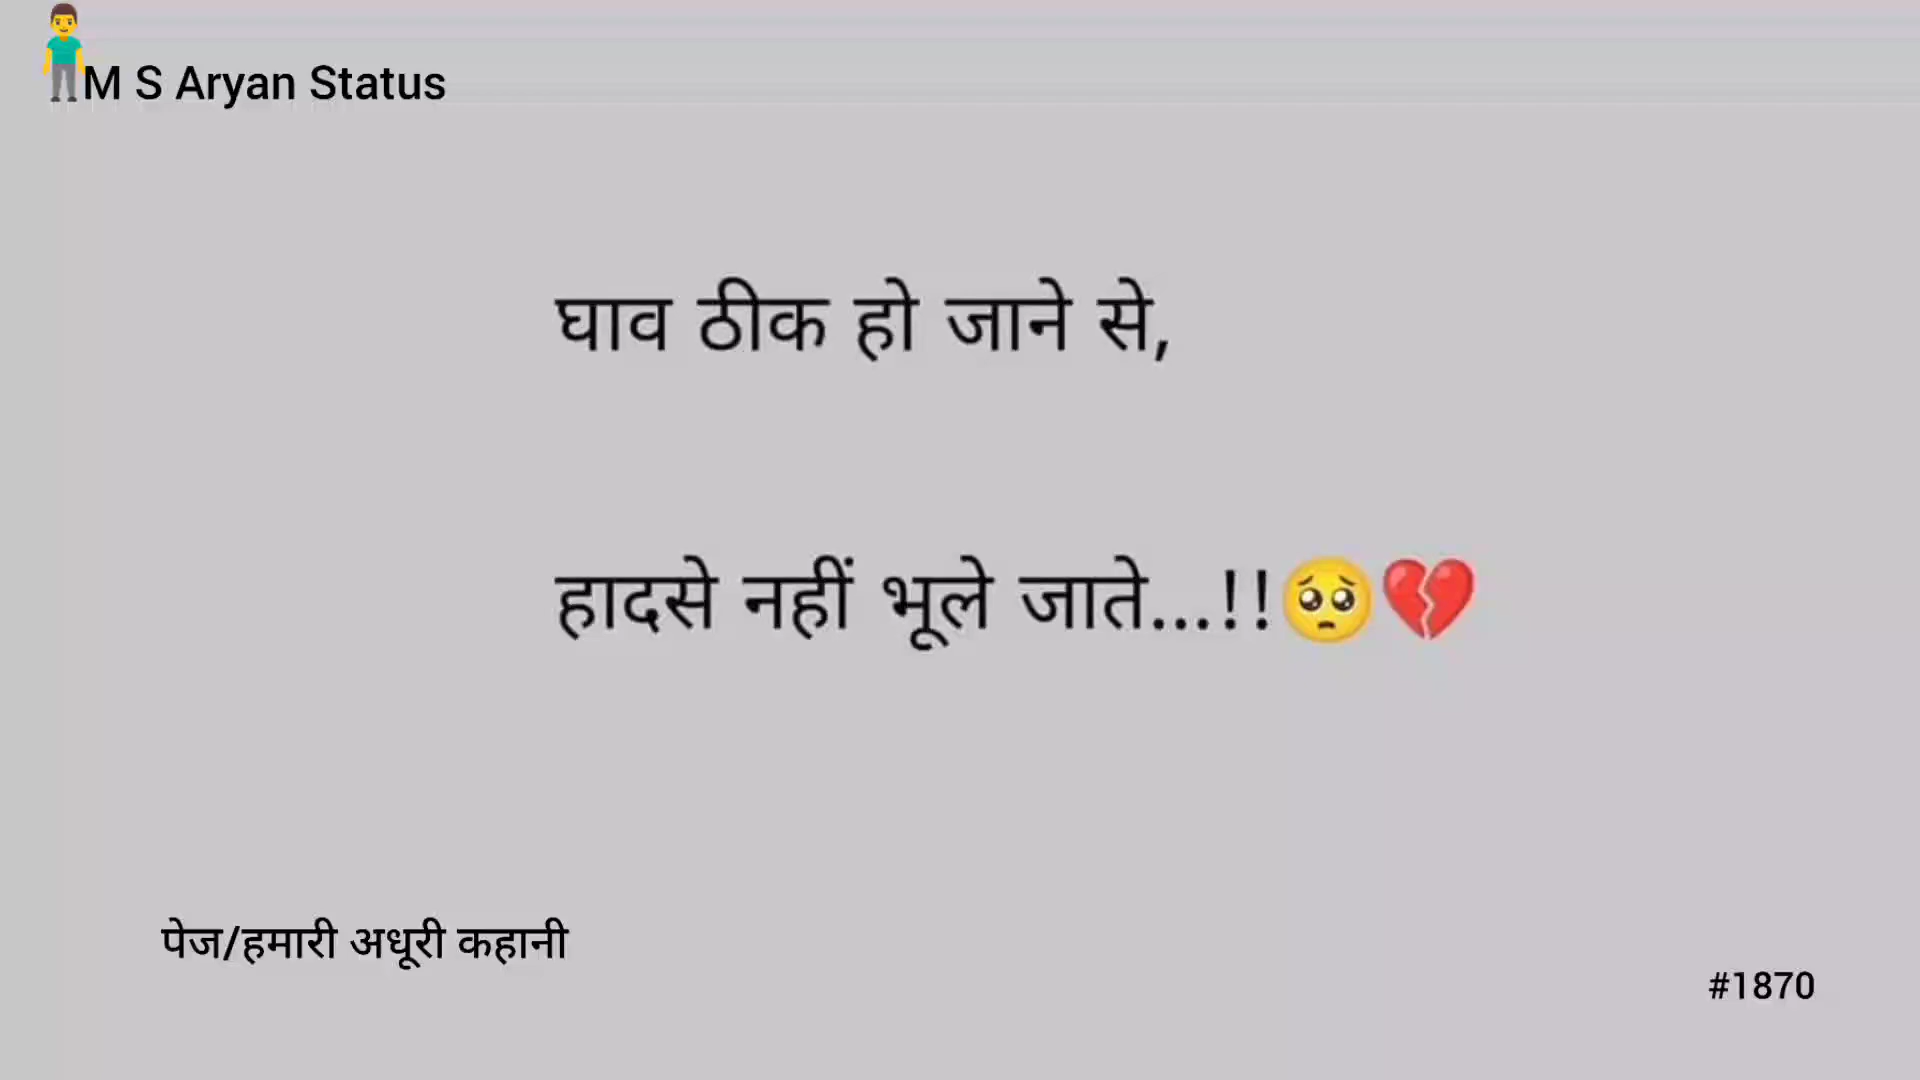 M S Aryan Status
घाव ठीक हो जाने से,
हादसे नहीं भूले जाते...!!🥺💔
पेज/हमारी अधूरी कहानी
#1870